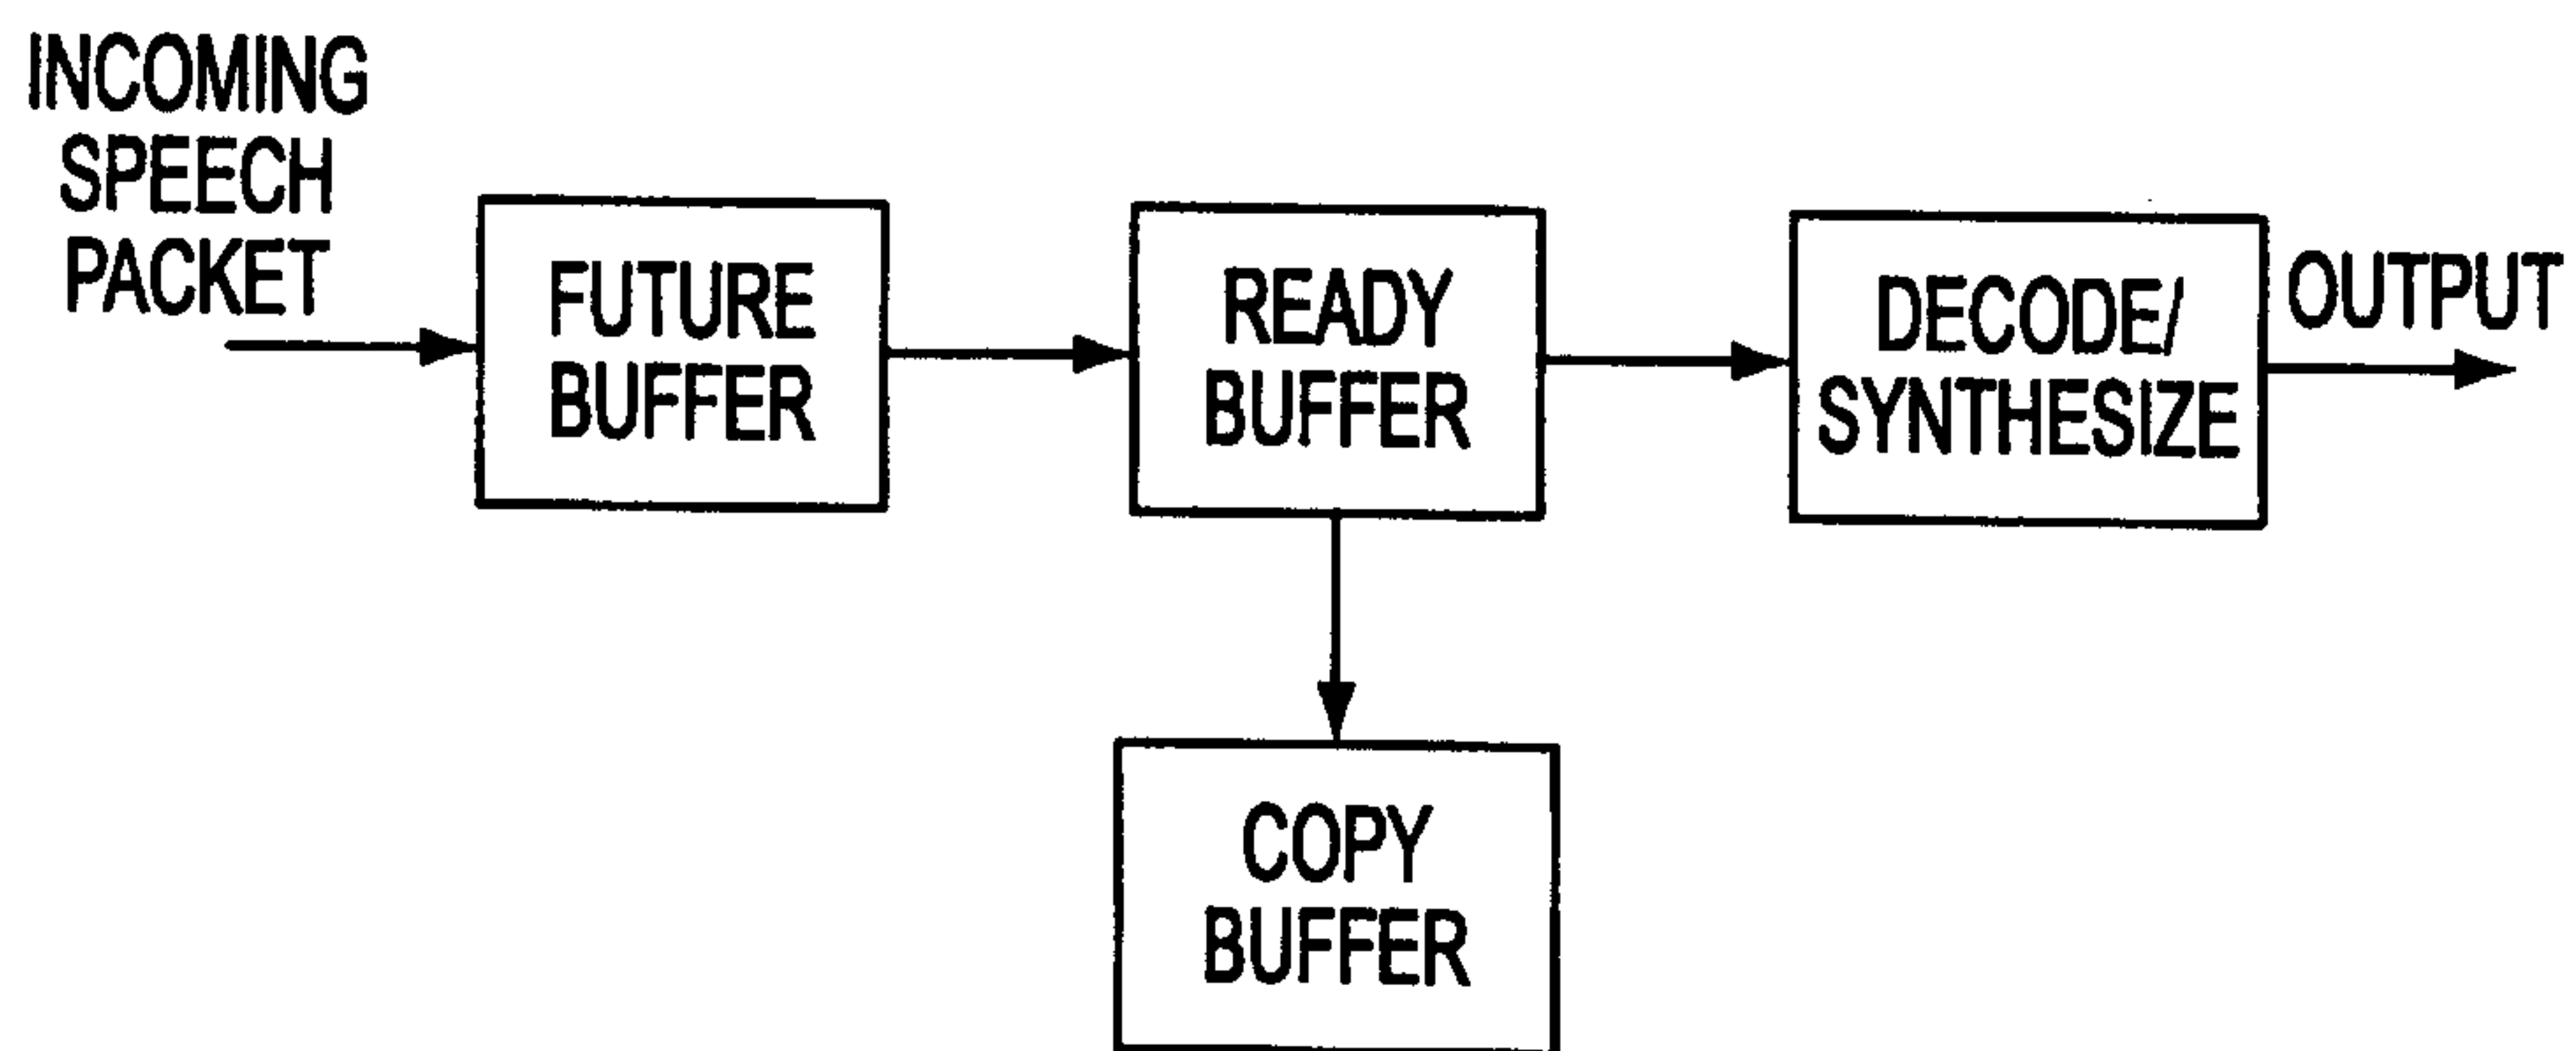 INCOMING
SPEECH
PACKET
FUTURE
BUFFER
READY
BUFFER
DECODE/
SYNTHESIZE
OUTPUT
COPY
BUFFER